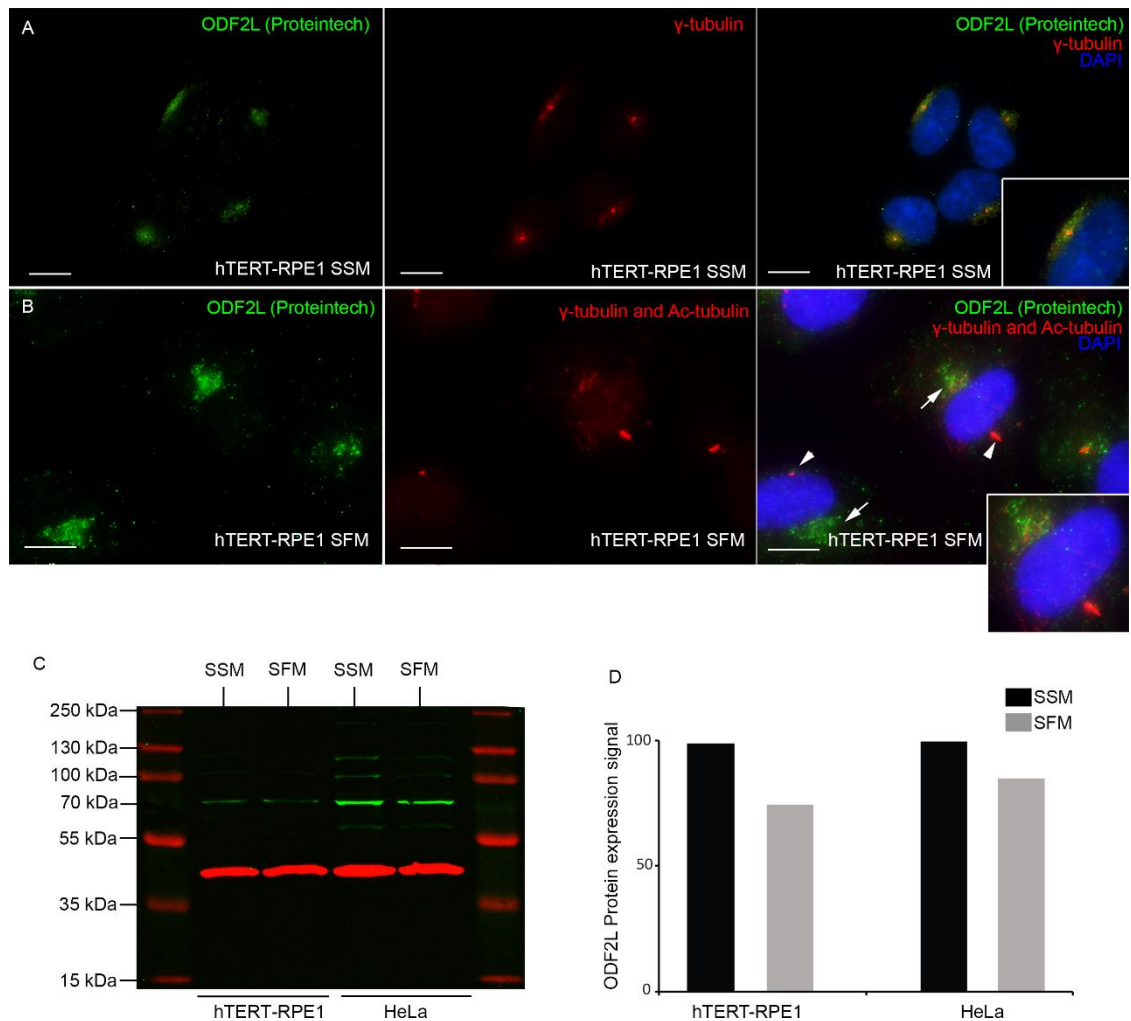 A
ODF2L (Proteintech)
γ-tubulin
ODF2L (Proteintech)
γ-tubulin
DAPI
hTERT-RPE1 SSM
hTERT-RPE1 SSM
hTERT-RPE1 SSM
B
ODF2L (Proteintech)
γ-tubulin and Ac-tubulin
ODF2L (Proteintech)
γ-tubulin and Ac-tubulin
DAPI
hTERT-RPE1 SFM
hTERT-RPE1 SFM
hTERT-RPE1 SFM
C
SSM SFM SSM SFM
250 kDa
130 kDa
100 kDa
70 kDa
55 kDa
35 kDa
15 kDa
hTERT-RPE1 HeLa
D
SSM
SFM
ODF2L Protein expression signal
100
50
0
hTERT-RPE1 HeLa